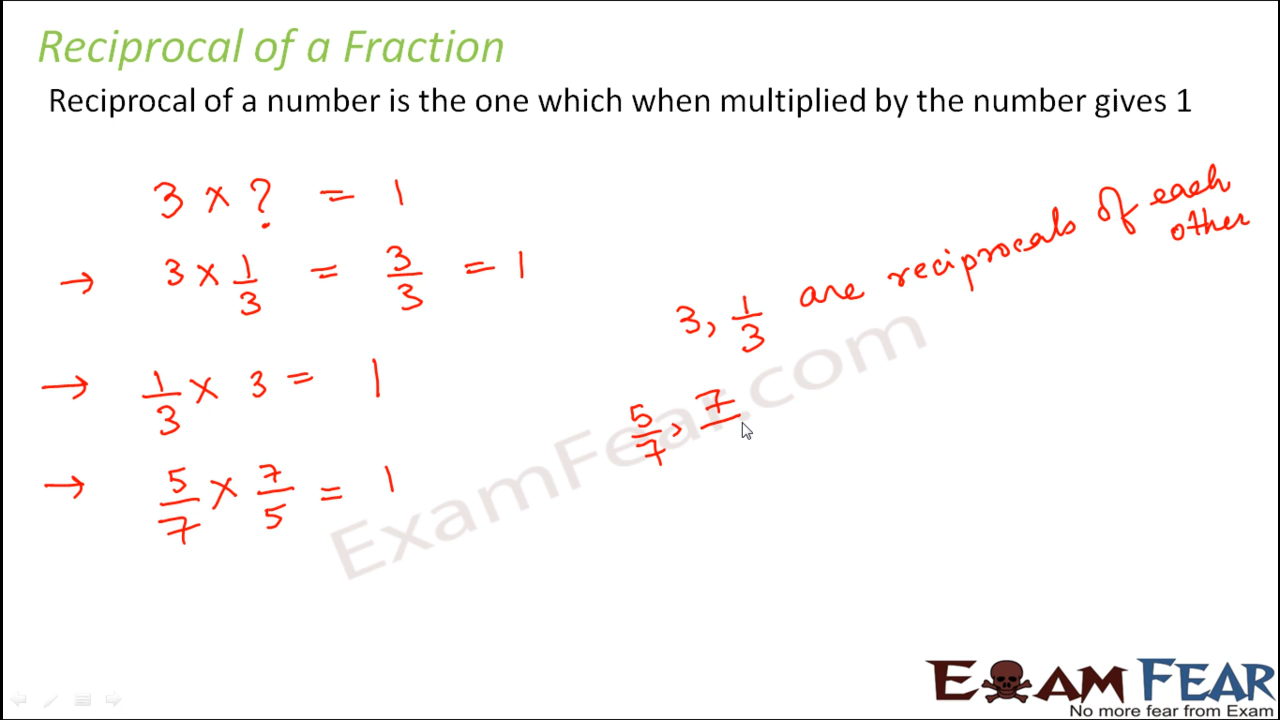 Reciprocal of a Fraction
Reciprocal of a number is the one which when multiplied by the number gives 1
3 × ? = 1
→ 3 × 1/3 = 3/3 = 1
→ 1/3 × 3 = 1
→ 5/7 × 7/5 = 1
3, 1/3 are reciprocals of each other
5/7, 7/
ExamFear.com
EXAM FEAR
No more fear from Exam